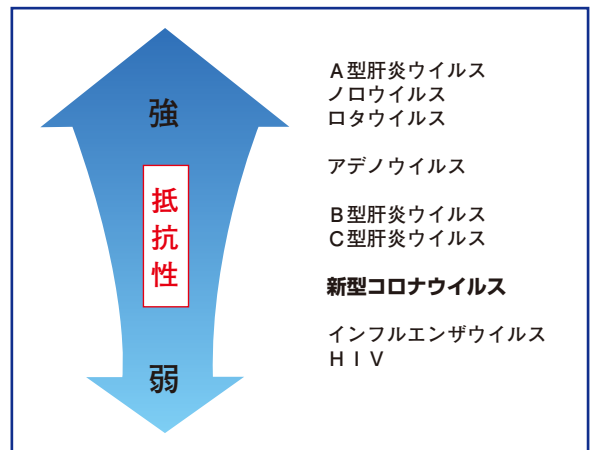 強
抵
抗
性
弱
A型肝炎ウイルス
ノロウイルス
ロタウイルス
アデノウイルス
B型肝炎ウイルス
C型肝炎ウイルス
新型コロナウイルス
インフルエンザウイルス
HIV